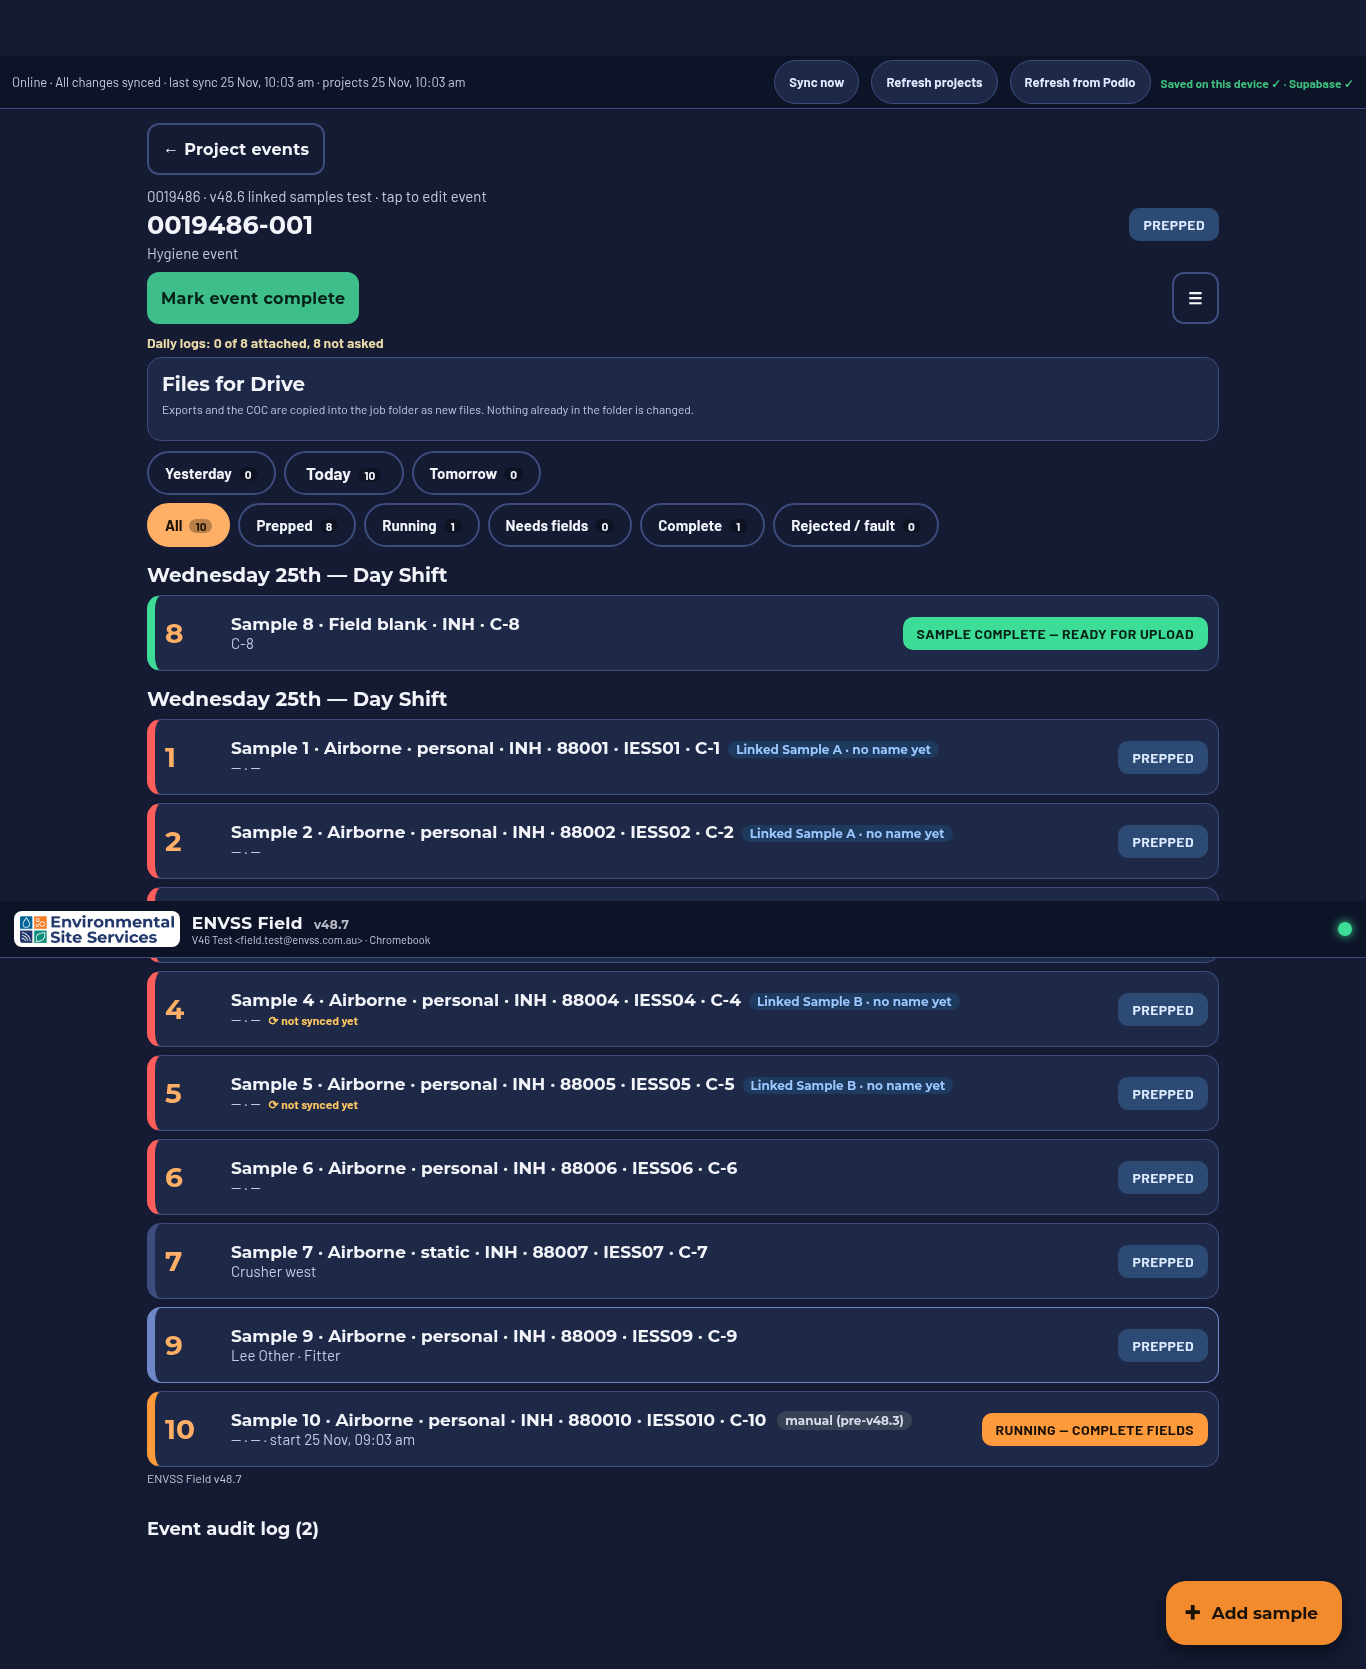 Online · All changes synced · last sync 25 Nov, 10:03 am · projects 25 Nov, 10:03 am
Sync now
Refresh projects
Refresh from Podio
Saved on this device ✓ · Supabase ✓
← Project events
0019486 · v48.6 linked samples test · tap to edit event
0019486-001
PREPPED
Hygiene event
Mark event complete
☰
Daily logs: 0 of 8 attached, 8 not asked
Files for Drive
Exports and the COC are copied into the job folder as new files. Nothing already in the folder is changed.
Yesterday 0
Today 10
Tomorrow 0
All 10
Prepped 8
Running 1
Needs fields 0
Complete 1
Rejected / fault 0
Wednesday 25th — Day Shift
8
Sample 8 · Field blank · INH · C-8
C-8
SAMPLE COMPLETE — READY FOR UPLOAD
Wednesday 25th — Day Shift
1
Sample 1 · Airborne · personal · INH · 88001 · IESS01 · C-1 Linked Sample A · no name yet
— · —
PREPPED
2
Sample 2 · Airborne · personal · INH · 88002 · IESS02 · C-2 Linked Sample A · no name yet
— · —
PREPPED
Environmental
Site Services
ENVSS Field v48.7
V46 Test <field.test@envss.com.au> · Chromebook
4
Sample 4 · Airborne · personal · INH · 88004 · IESS04 · C-4 Linked Sample B · no name yet
— · — ⟳ not synced yet
PREPPED
5
Sample 5 · Airborne · personal · INH · 88005 · IESS05 · C-5 Linked Sample B · no name yet
— · — ⟳ not synced yet
PREPPED
6
Sample 6 · Airborne · personal · INH · 88006 · IESS06 · C-6
— · —
PREPPED
7
Sample 7 · Airborne · static · INH · 88007 · IESS07 · C-7
Crusher west
PREPPED
9
Sample 9 · Airborne · personal · INH · 88009 · IESS09 · C-9
Lee Other · Fitter
PREPPED
10
Sample 10 · Airborne · personal · INH · 880010 · IESS010 · C-10 manual (pre-v48.3)
— · — · start 25 Nov, 09:03 am
RUNNING — COMPLETE FIELDS
ENVSS Field v48.7
Event audit log (2)
+ Add sample